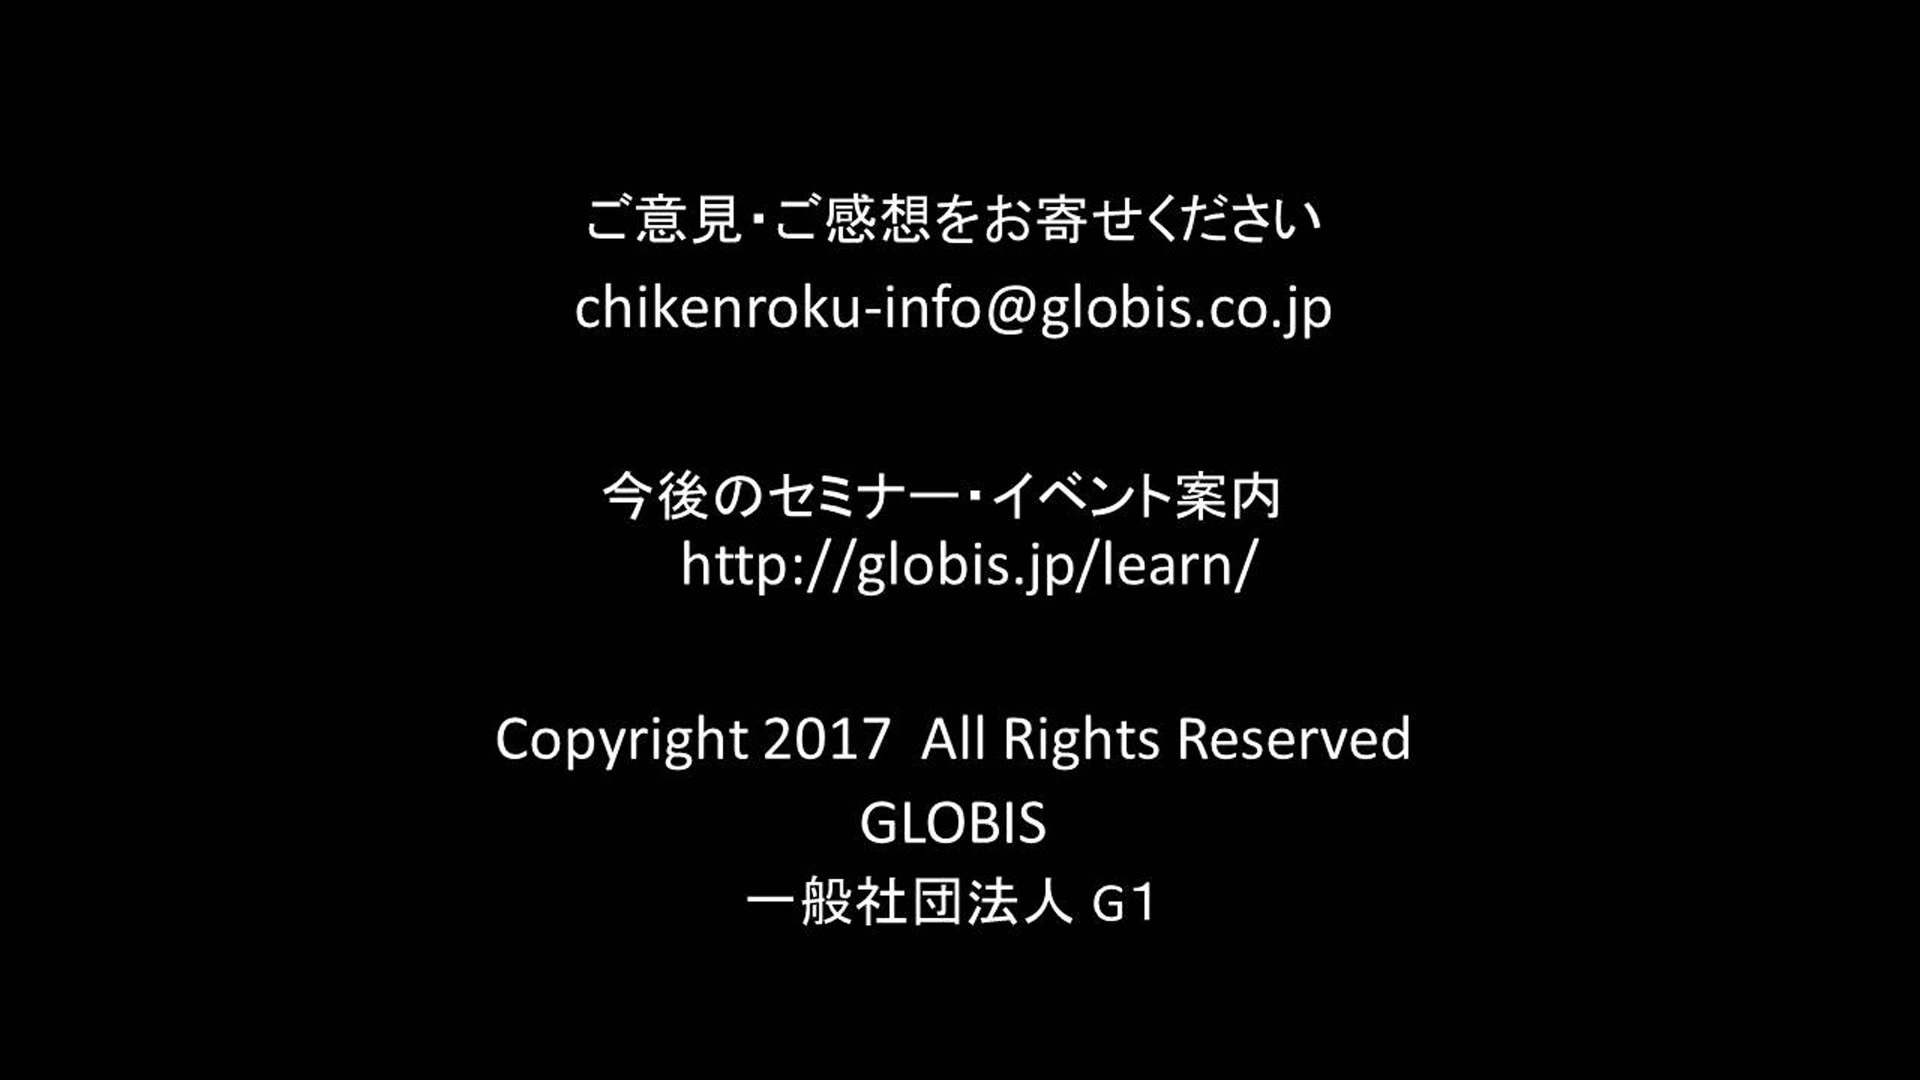 ご意見・ご感想をお寄せください
chikenroku-info@globis.co.jp
今後のセミナー・イベント案内
http://globis.jp/learn/
Copyright 2017  All Rights Reserved
GLOBIS
一般社団法人 G１